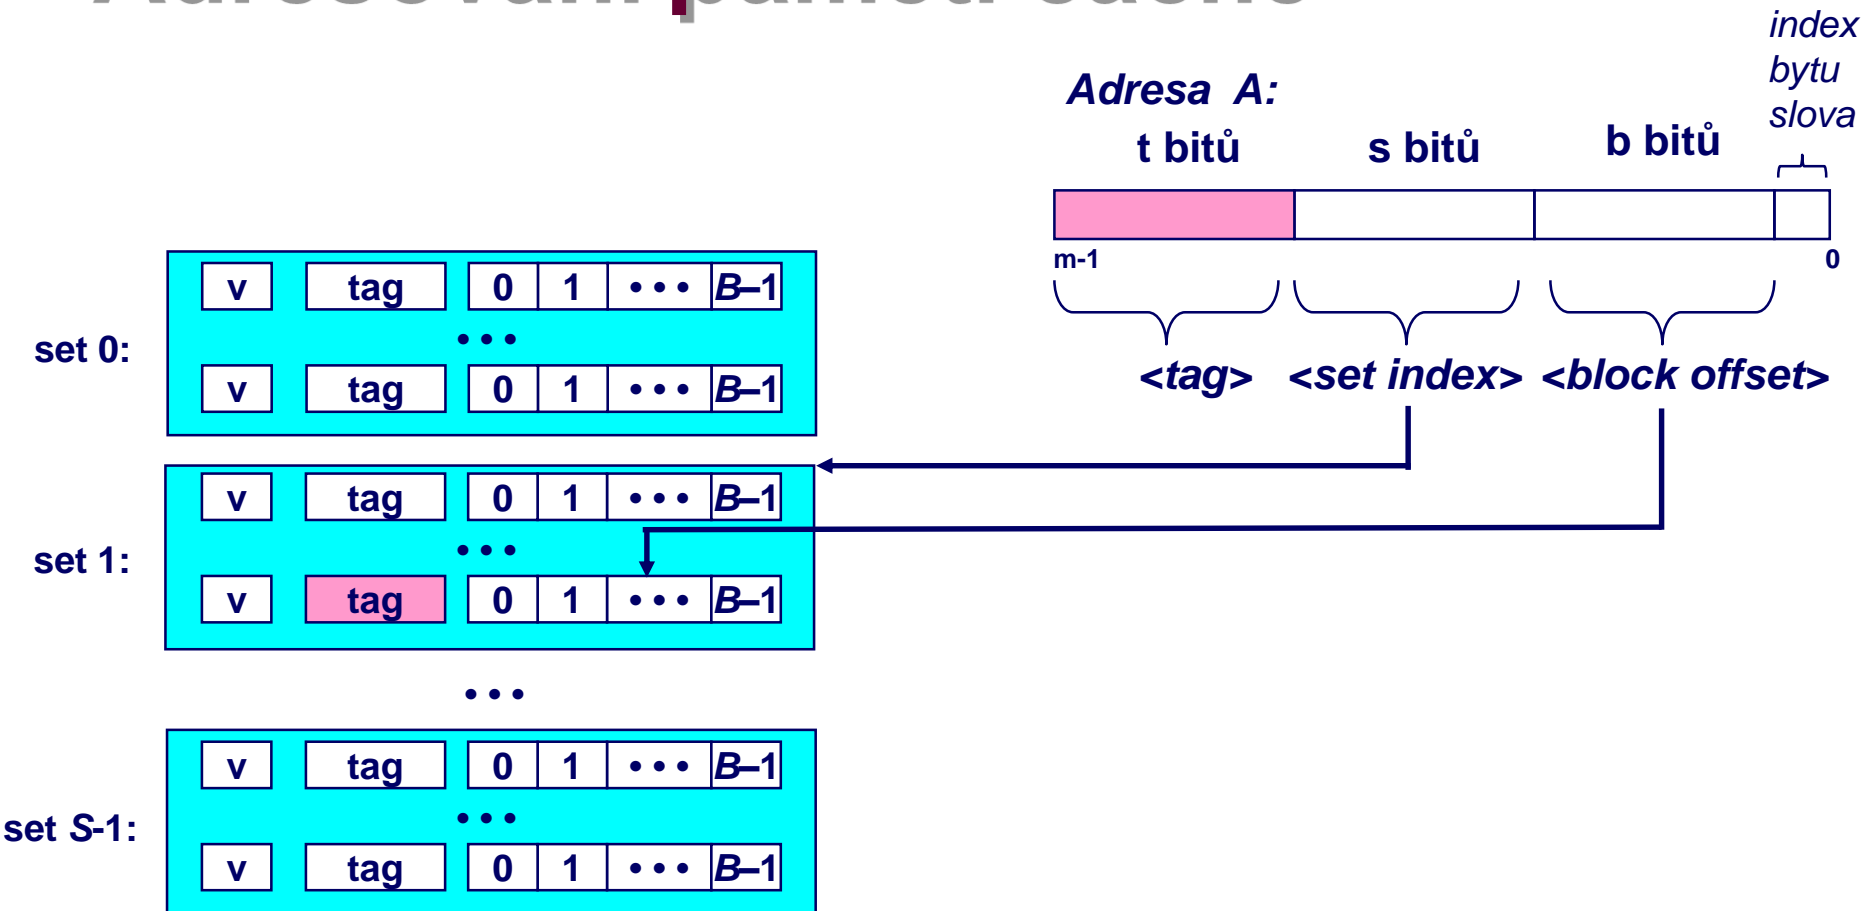 index
bytu
slova
Adresa A:
t bitů s bitů b bitů
m-1 0
<tag> <set index> <block offset>
set 0:
v tag 0 1 ••• B–1
•••
v tag 0 1 ••• B–1
set 1:
v tag 0 1 ••• B–1
•••
v tag 0 1 ••• B–1
•••
set S-1:
v tag 0 1 ••• B–1
•••
v tag 0 1 ••• B–1